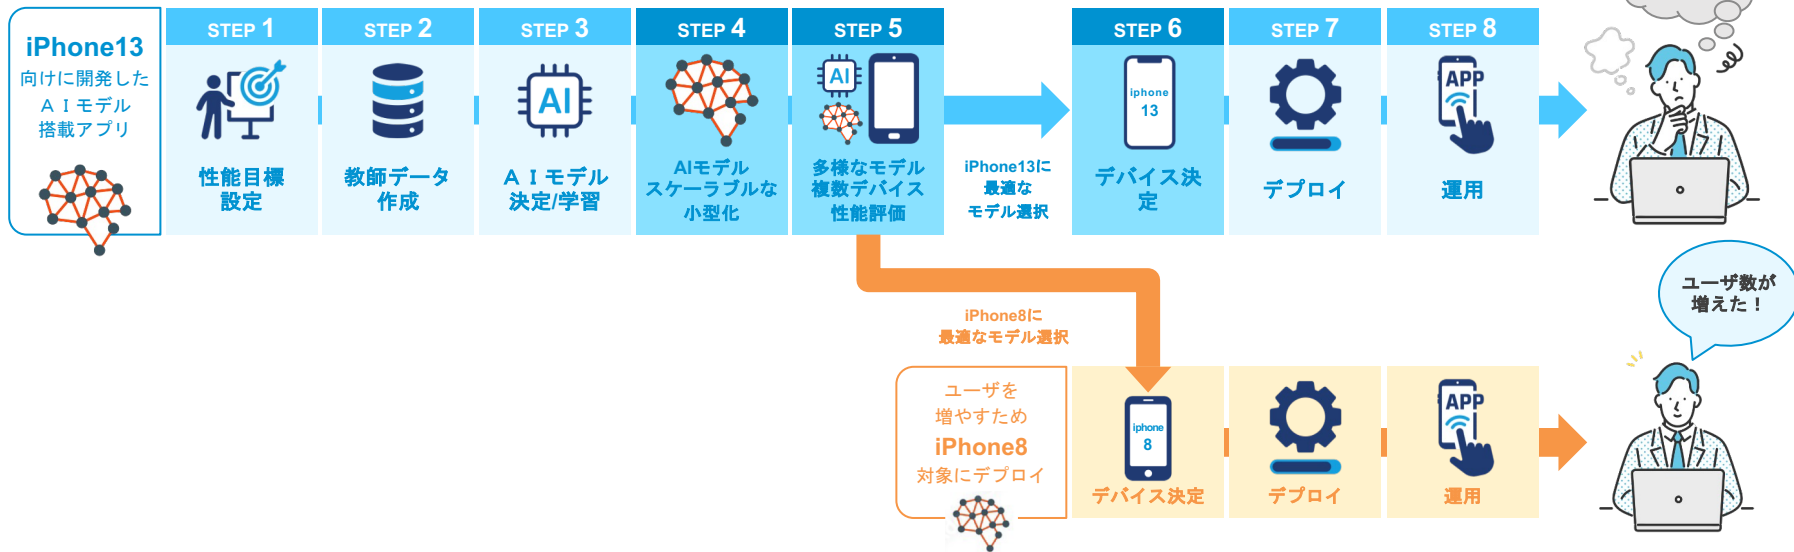 iPhone13
向けに開発した
ＡＩモデル
搭載アプリ
STEP 1
性能目標
設定
STEP 2
教師データ
作成
STEP 3
AI
ＡＩモデル
決定/学習
STEP 4
AIモデル
スケーラブルな
小型化
STEP 5
AI
多様なモデル
複数デバイス
性能評価
iPhone13に
最適な
モデル選択
STEP 6
iphone
13
デバイス決
定
STEP 7
デプロイ
STEP 8
APP
運用
ユーザ数が
増えた！
iPhone8に
最適なモデル選択
ユーザを
増やすため
iPhone8
対象にデプロイ
iphone
8
デバイス決定
デプロイ
APP
運用